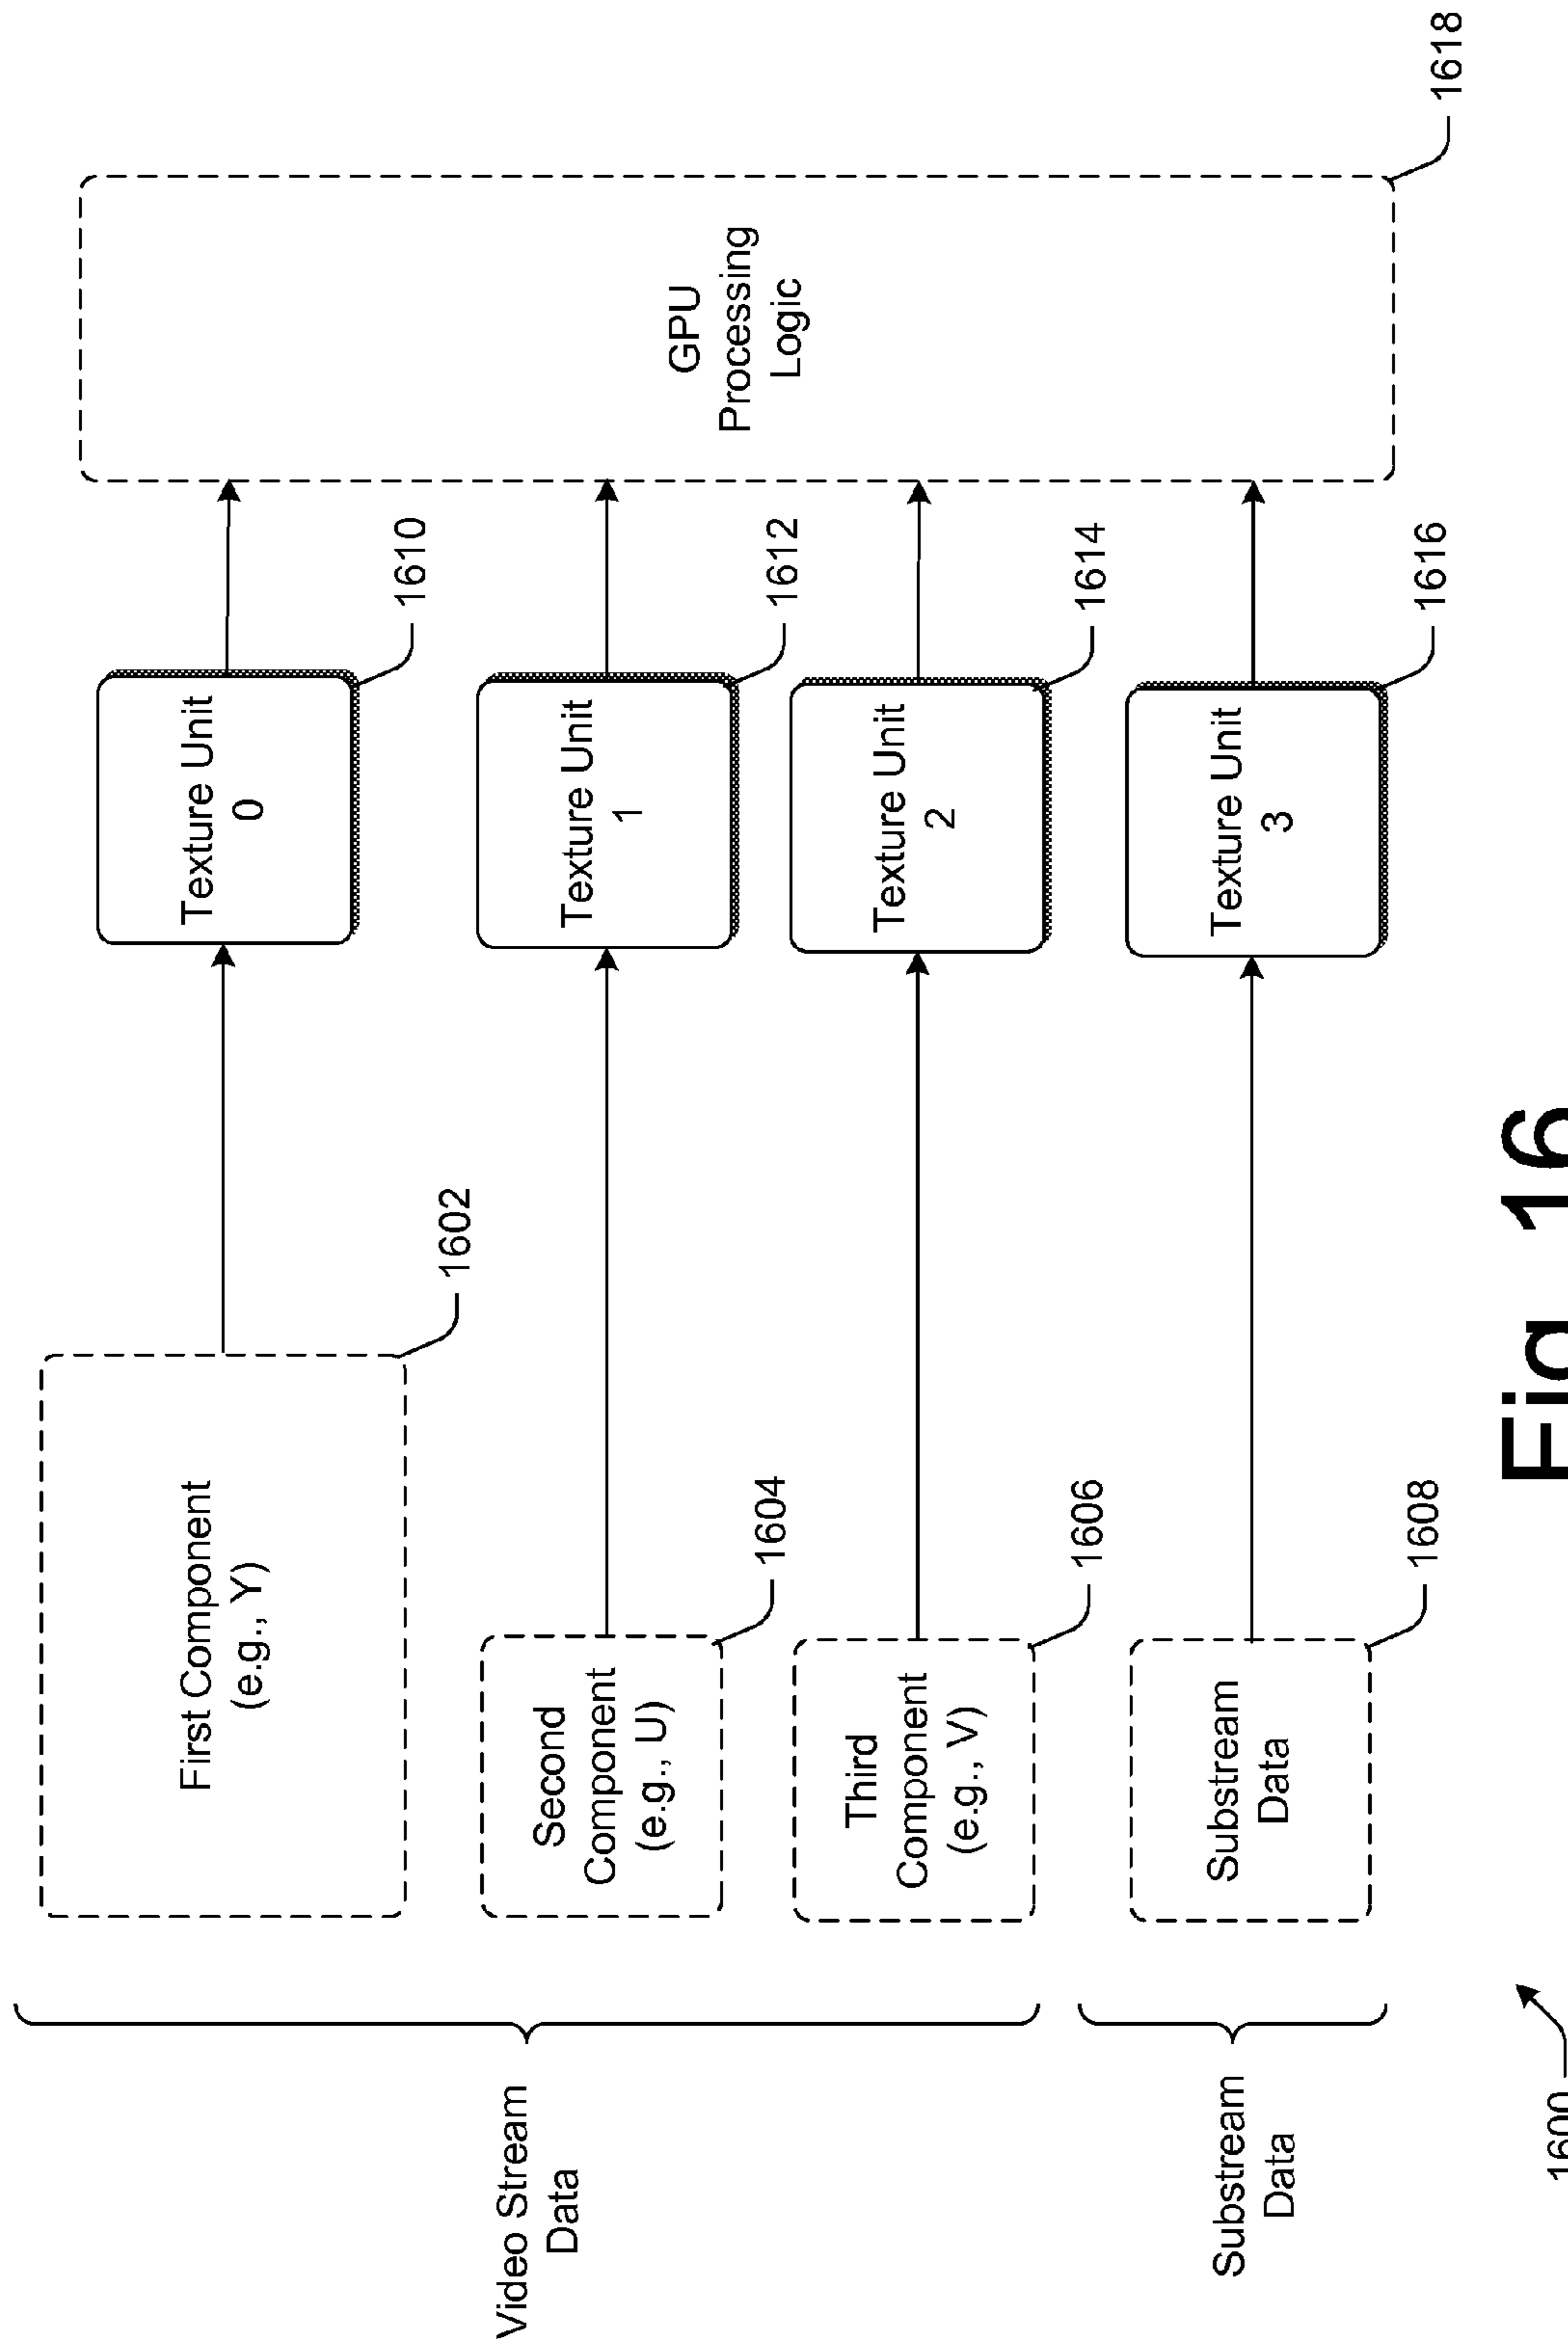 Video Stream
Data
First Component
(e.g., Y)
1602
Texture Unit
0
1610
Second
Component
(e.g., U)
1604
Texture Unit
1
1612
GPU
Processing
Logic
Third
Component
(e.g., V)
1606
Texture Unit
2
1614
Substream
Data
Substream
Data
1608
Texture Unit
3
1616
1618
1600
Fig. 16